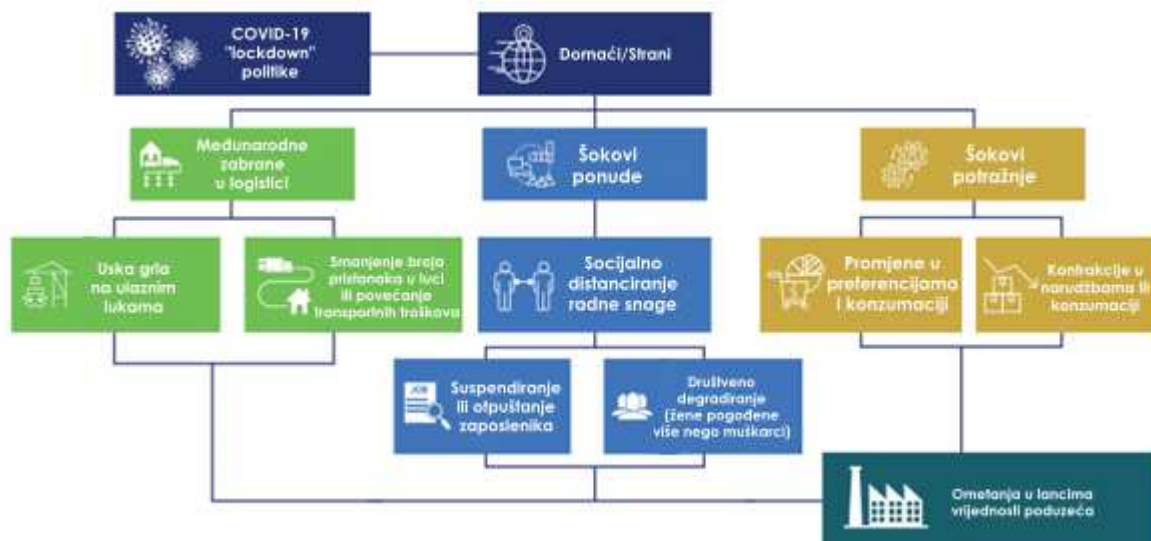 COVID-19
"lockdown"
politike
Domaći/Strani
Međunarodne
zabrane
u logistici
Šokovi
ponude
Šokovi
potražnje
Uska grla
na ulaznim
lukama
Smanjenje broja
pristanaka u luci
ili povećanje
transportnih troškova
Socijalno
distanciranje
radne snage
Promjene u
preferencijama
i konzumaciji
Kontrakcije u
narudžbama ili
konzumaciji
JOB
Suspendiranje
ili otpuštanje
zaposlenika
Društveno
degradiranje
(žene pogođene
više nego muškarci)
Ometanja u lancima
vrijednosti poduzeća